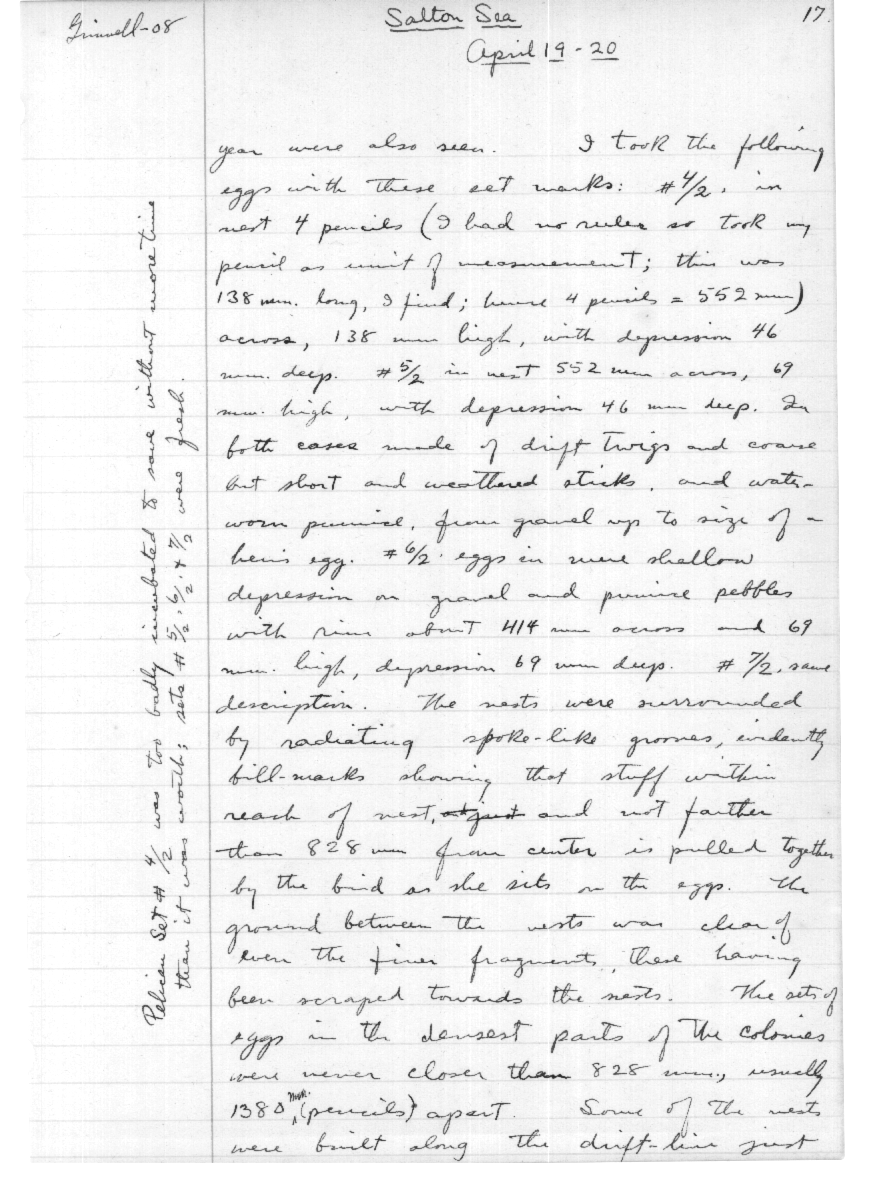 Grinnell-08
Salton Sea
17.
April 19 - 20
year were also seen. I took the following
eggs with these set marks: #4/2, in
nest 4 pencils (I had no ruler so took my
pencil as unit of measurement; this was
138 mm. long, I find; hence 4 pencils = 552 mm)
across, 138 mm high, with depression 46
mm. deep. #5/2 in nest 552 mm across, 69
mm. high, with depression 46 mm deep. In
both cases made of drift twigs and coarse
but short and weathered sticks, and water-
worn pumice, from gravel up to size of a
hen's egg. #6/2. eggs in mere shallow
depression on gravel and pumice pebbles
with rim about 414 mm across and 69
mm. high, depression 69 mm deep. # 7/2, same
description. The nests were surrounded
by radiating spoke-like grooves, evidently
bill-marks showing that stuff within
reach of nest, and not farther
than 828 mm from center is pulled together
by the bird as she sits on the eggs. The
ground between the nests was clear of
even the finer fragments, these having
been scraped towards the nests. The sets of
eggs in the densest parts of the colonies
were never closer than 828 mm., usually
1380 mm. (pencils) apart. Some of the nests
were built along the drift-line just
Pelican Set # 4/2 was too badly incubated to save without more time
than it was worth; sets # 5/2, 6/2 & 7/2 were fresh.